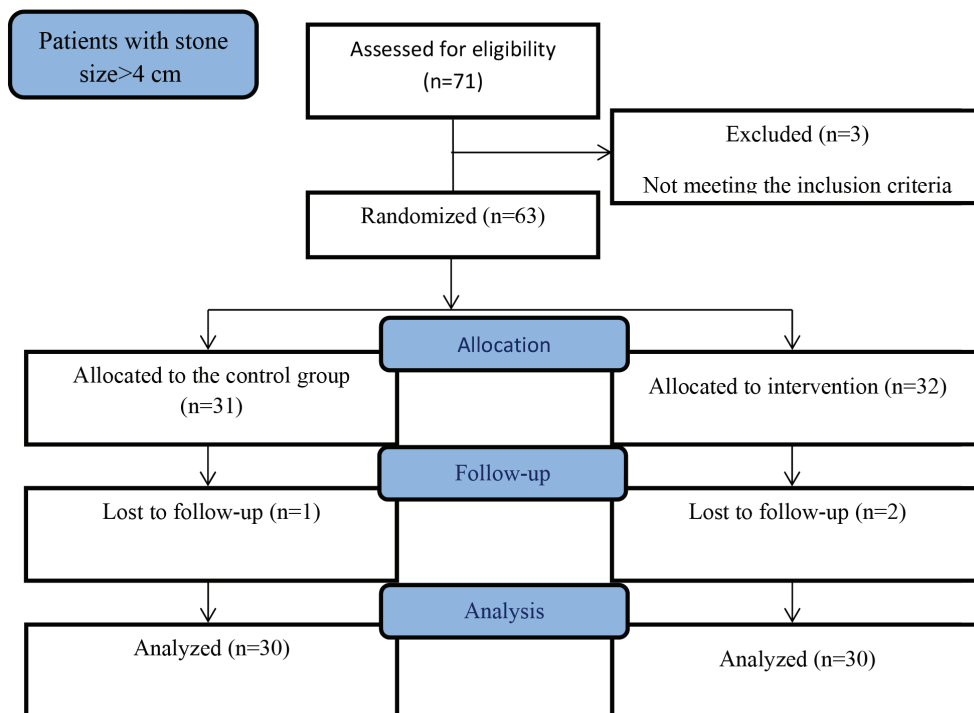 Patients with stone
size>4 cm
Assessed for eligibility
(n=71)
Excluded (n=3)
Not meeting the inclusion criteria
Randomized (n=63)
Allocation
Allocated to the control group
(n=31)
Allocated to intervention (n=32)
Follow-up
Lost to follow-up (n=1)
Lost to follow-up (n=2)
Analysis
Analyzed (n=30)
Analyzed (n=30)